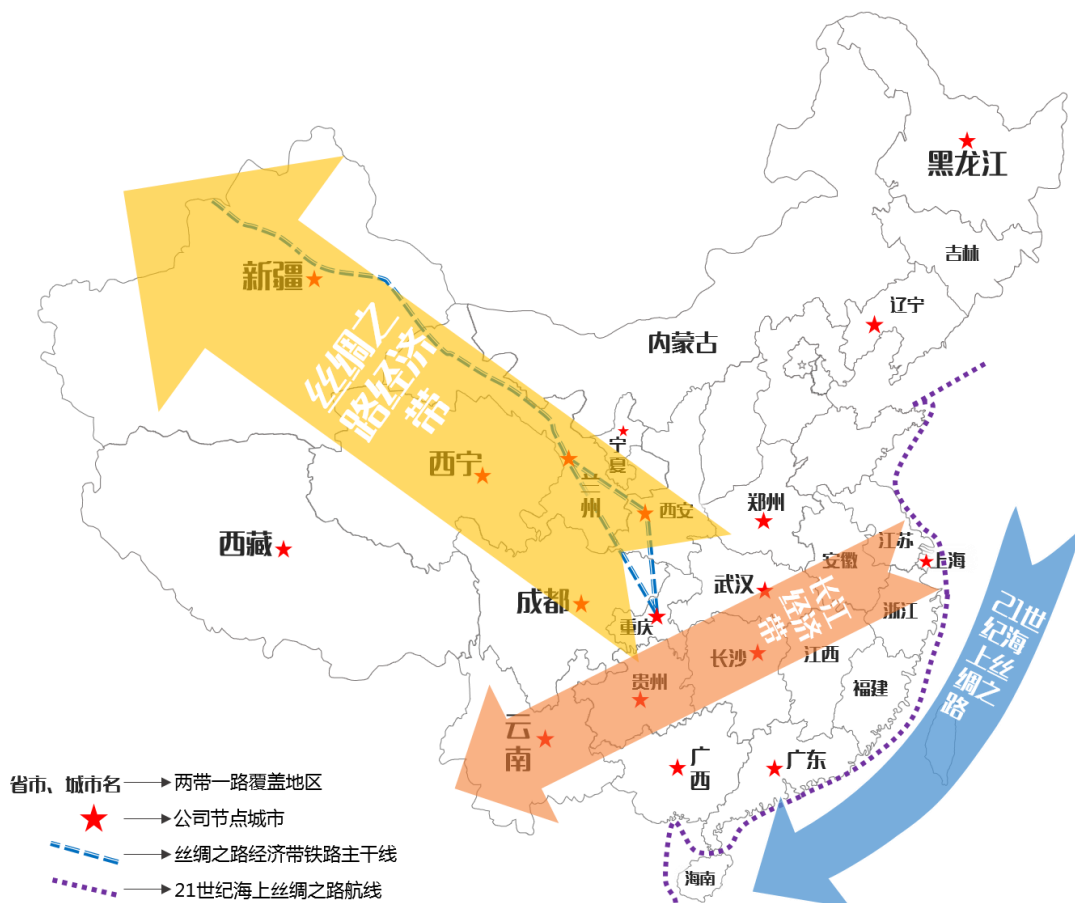 黑龙江
吉林
辽宁
内蒙古
新疆
丝绸之
路经济
带
宁
夏
西宁
兰
州
西安
郑州
西藏
江苏
上海
安徽
成都
武汉
长江
经济
带
浙江
重庆
长沙
江西
21世
纪海
上丝
绸之
路
贵州
福建
云
南
广
西
广东
海南
省市、城市名
两带一路覆盖地区
公司节点城市
丝绸之路经济带铁路主干线
21世纪海上丝绸之路航线